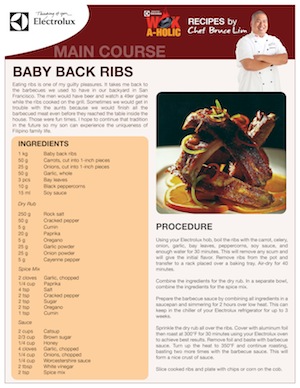 Thinking of you
Electrolux
Electrolux
WOK
A-HOLIC
RECIPES by
Chef Bruce Lim
MAIN COURSE
BABY BACK RIBS
Eating ribs is one of my guilty pleasures, it takes me back to
the barbecues we used to have in our backyard in San
Francisco. The men would have beer and watch a 49er game
while the ribs cooked on the grill. Sometimes we would get in
trouble with the aunts because we would finish all the
barbecued meat even before they reached the table inside the
house. Those were fun times. I hope to continue that tradition
in the future so my son can experience the uniqueness of
Filipino family life.
INGREDIENTS
1 kg Baby back ribs
50 g Carrots, cut into 1-inch pieces
25 g Onions, cut into 1-inch pieces
50 g Garlic, whole
3 pcs Bay leaves
10 g Black peppercorns
15 ml Soy sauce
Dry Rub
250 g Rock salt
50 g Cracked pepper
5 g Cumin
20 g Paprika
5 g Oregano
25 g Garlic powder
25 g Onion powder
5 g Cayenne pepper
Spice Mix
2 cloves Garlic, chopped
1/4 cup Paprika
4 tbsp Salt
2 tbsp Cracked pepper
2 tbsp Sugar
2 tbsp Oregano
1 tbsp Cumin
Sauce
2 cups Catsup
2/3 cup Brown sugar
1/4 cup Honey
4 cloves Garlic, chopped
1/4 cup Onions, chopped
1/4 cup Worcestershire sauce
2 tbsp White vinegar
2 tbsp Spice mix
PROCEDURE
Using your Electrolux hob, boil the ribs with the carrot, celery,
onion, garlic, bay leaves, peppercorns, soy sauce, and
enough water for 30 minutes. This will remove any scum and
will give the initial flavor. Remove ribs from the pot and
transfer to a rack placed over a baking tray. Air-dry for 40
minutes.
Combine the ingredients for the dry rub. In a separate bowl,
combine the ingredients for the spice mix.
Prepare the barbecue sauce by combining all ingredients in a
saucepan and simmering for 2 hours over low heat. This can
keep in the chiller of your Electrolux refrigerator for up to 3
weeks.
Sprinkle the dry rub all over the ribs. Cover with aluminum foil
then roast at 300°F for 30 minutes using your Electrolux oven
to achieve best results. Remove foil and baste with barbecue
sauce. Turn up the heat to 350°F and continue roasting,
basting two more times with the barbecue sauce. This will
form a nice coat of glaze.
Slice cooked ribs and plate with chips or corn on the cob.